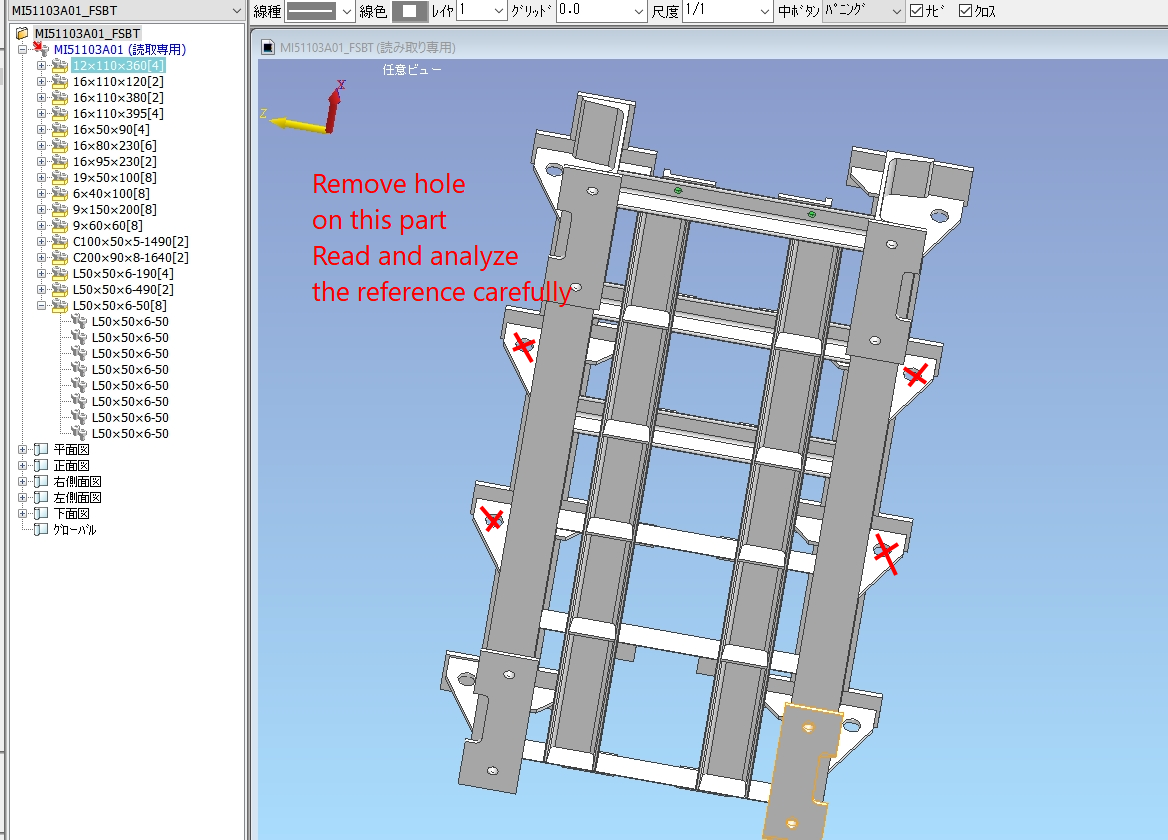 MI51103A01_FSBT
線種
線色
レイヤ 1
グリッド 0.0
尺度 1/1
中ボタン パンニング
ナビ
クロス
MI51103A01_FSBT
MI51103A01 (読取専用)
12×110×360[4]
16×110×120[2]
16×110×380[2]
16×110×395[4]
16×50×90[4]
16×80×230[6]
16×95×230[2]
19×50×100[8]
6×40×100[8]
9×150×200[8]
9×60×60[8]
C100×50×5-1490[2]
C200×90×8-1640[2]
L50×50×6-190[4]
L50×50×6-490[2]
L50×50×6-50[8]
L50×50×6-50
L50×50×6-50
L50×50×6-50
L50×50×6-50
L50×50×6-50
L50×50×6-50
L50×50×6-50
L50×50×6-50
平面図
正面図
右側面図
左側面図
下面図
グローバル
MI51103A01_FSBT (読み取り専用)
任意ビュー
Y
Z
Remove hole
on this part
Read and analyze
the reference carefully